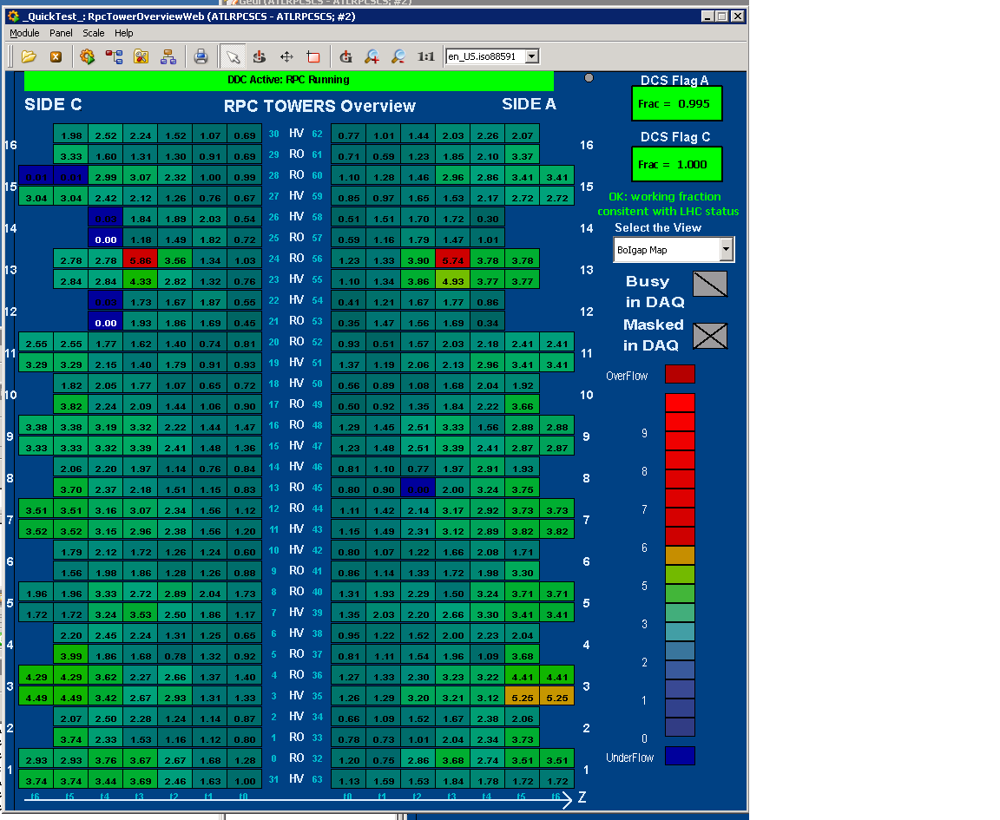 _QuickTest_: RpcTowerOverviewWeb (ATLRPCSCS - ATLRPCSCS; #2)
Module Panel Scale Help
1:1 en_US.iso88591
DDC Active: RPC Running
SIDE C RPC TOWERS Overview SIDE A
DCS Flag A
Frac = 0.995
DCS Flag C
Frac = 1.000
OK: working fraction
consitent with LHC status
Select the View
BoIgap Map
Busy
in DAQ
Masked
in DAQ
OverFlow
9
8
7
6
5
3
2
1
0
UnderFlow
1.98 2.52 2.24 1.52 1.07 0.69 30 HV 62 0.77 1.01 1.44 2.03 2.26 2.07
16 16
3.33 1.60 1.31 1.30 0.91 0.69 29 RO 61 0.71 0.59 1.23 1.85 2.10 3.37
0.01 0.01 2.99 3.07 2.32 1.00 0.99 28 RO 60 1.10 1.28 1.46 2.96 2.86 3.41 3.41
15 15
3.04 3.04 2.42 2.12 1.26 0.76 0.67 27 HV 59 0.85 0.97 1.65 1.53 2.17 2.72 2.72
1.84 1.89 2.03 0.54 26 HV 58 0.51 1.51 1.70 1.72 0.30
14 14
0.00 1.18 1.49 1.82 0.72 25 RO 57 0.59 1.16 1.79 1.47 1.01
2.78 2.78 5.86 3.56 1.34 1.03 24 RO 56 1.23 1.33 3.90 5.74 3.78 3.78
13 13
2.84 2.84 4.33 2.82 1.32 0.76 23 HV 55 1.10 1.34 3.86 4.93 3.77 3.77
1.73 1.67 1.87 0.55 22 HV 54 0.41 1.21 1.67 1.77 0.86
12 12
0.00 1.93 1.86 1.69 0.45 21 RO 53 0.35 1.47 1.56 1.69 0.34
2.55 2.55 1.77 1.62 1.40 0.74 0.81 20 RO 52 0.93 0.51 1.57 2.03 2.18 2.41 2.41
11 11
3.29 3.29 2.15 1.40 1.79 0.91 0.93 19 HV 51 1.37 1.19 2.06 2.13 2.96 3.41 3.41
1.82 2.05 1.77 1.07 0.65 0.72 18 HV 50 0.56 0.89 1.08 1.68 2.04 1.92
10 10
3.82 2.24 2.09 1.44 1.06 0.90 17 RO 49 0.50 0.92 1.35 1.84 2.22 3.66
3.38 3.38 3.19 3.32 2.22 1.44 1.47 16 RO 48 1.29 1.45 2.51 3.33 1.56 2.88 2.88
9 9
3.33 3.33 3.32 3.39 2.41 1.48 1.36 15 HV 47 1.23 1.48 2.51 3.39 2.41 2.87 2.87
2.06 2.20 1.97 1.14 0.76 0.84 14 HV 46 0.81 1.10 0.77 1.97 2.91 1.93
8 8
3.70 2.37 2.18 1.51 1.15 0.83 13 RO 45 0.80 0.90 0.00 2.00 3.24 3.75
3.51 3.51 3.16 3.07 2.34 1.56 1.12 12 RO 44 1.11 1.42 2.14 3.17 2.92 3.73 3.73
7 7
3.52 3.52 3.15 2.96 2.38 1.56 1.20 11 HV 43 1.15 1.49 2.31 3.12 2.89 3.82 3.82
1.79 2.12 1.72 1.26 1.24 0.60 10 HV 42 0.80 1.07 1.22 1.66 2.08 1.71
6 6
1.56 1.98 1.86 1.28 1.26 0.88 9 RO 41 0.86 1.14 1.33 1.72 1.98 3.30
1.96 1.96 3.33 2.72 2.89 2.04 1.73 8 RO 40 1.31 1.93 2.29 1.50 3.24 3.71 3.71
5 5
1.72 1.72 3.24 3.53 2.50 1.86 1.17 7 HV 39 1.35 2.03 2.20 2.66 3.30 3.41 3.41
2.20 2.45 2.24 1.31 1.25 0.65 6 HV 38 0.95 1.22 1.52 2.00 2.23 2.04
4 4
3.99 1.86 1.68 0.78 1.32 0.92 5 RO 37 0.81 1.11 1.54 1.96 1.09 3.68
4.29 4.29 3.62 2.27 2.66 1.37 1.40 4 RO 36 1.27 1.33 2.30 3.23 3.22 4.41 4.41
3 3
4.49 4.49 3.42 2.67 2.93 1.31 1.33 3 HV 35 1.26 1.29 3.20 3.21 3.12 5.25 5.25
2.07 2.50 2.28 1.24 1.14 0.87 2 HV 34 0.66 1.09 1.52 1.67 2.38 2.06
2 2
3.74 2.33 1.53 1.16 1.12 0.80 1 RO 33 0.78 0.73 1.01 2.04 2.34 3.73
2.93 2.93 3.76 3.67 2.67 1.68 1.28 0 RO 32 1.20 0.75 2.86 3.68 2.74 3.51 3.51
1 1
3.74 3.74 3.44 3.69 2.46 1.63 1.00 31 HV 63 1.13 1.59 1.53 1.84 1.78 1.72 1.72
t6 t5 t4 t3 t2 t1 t0 t0 t1 t2 t3 t4 t5 t6 Z